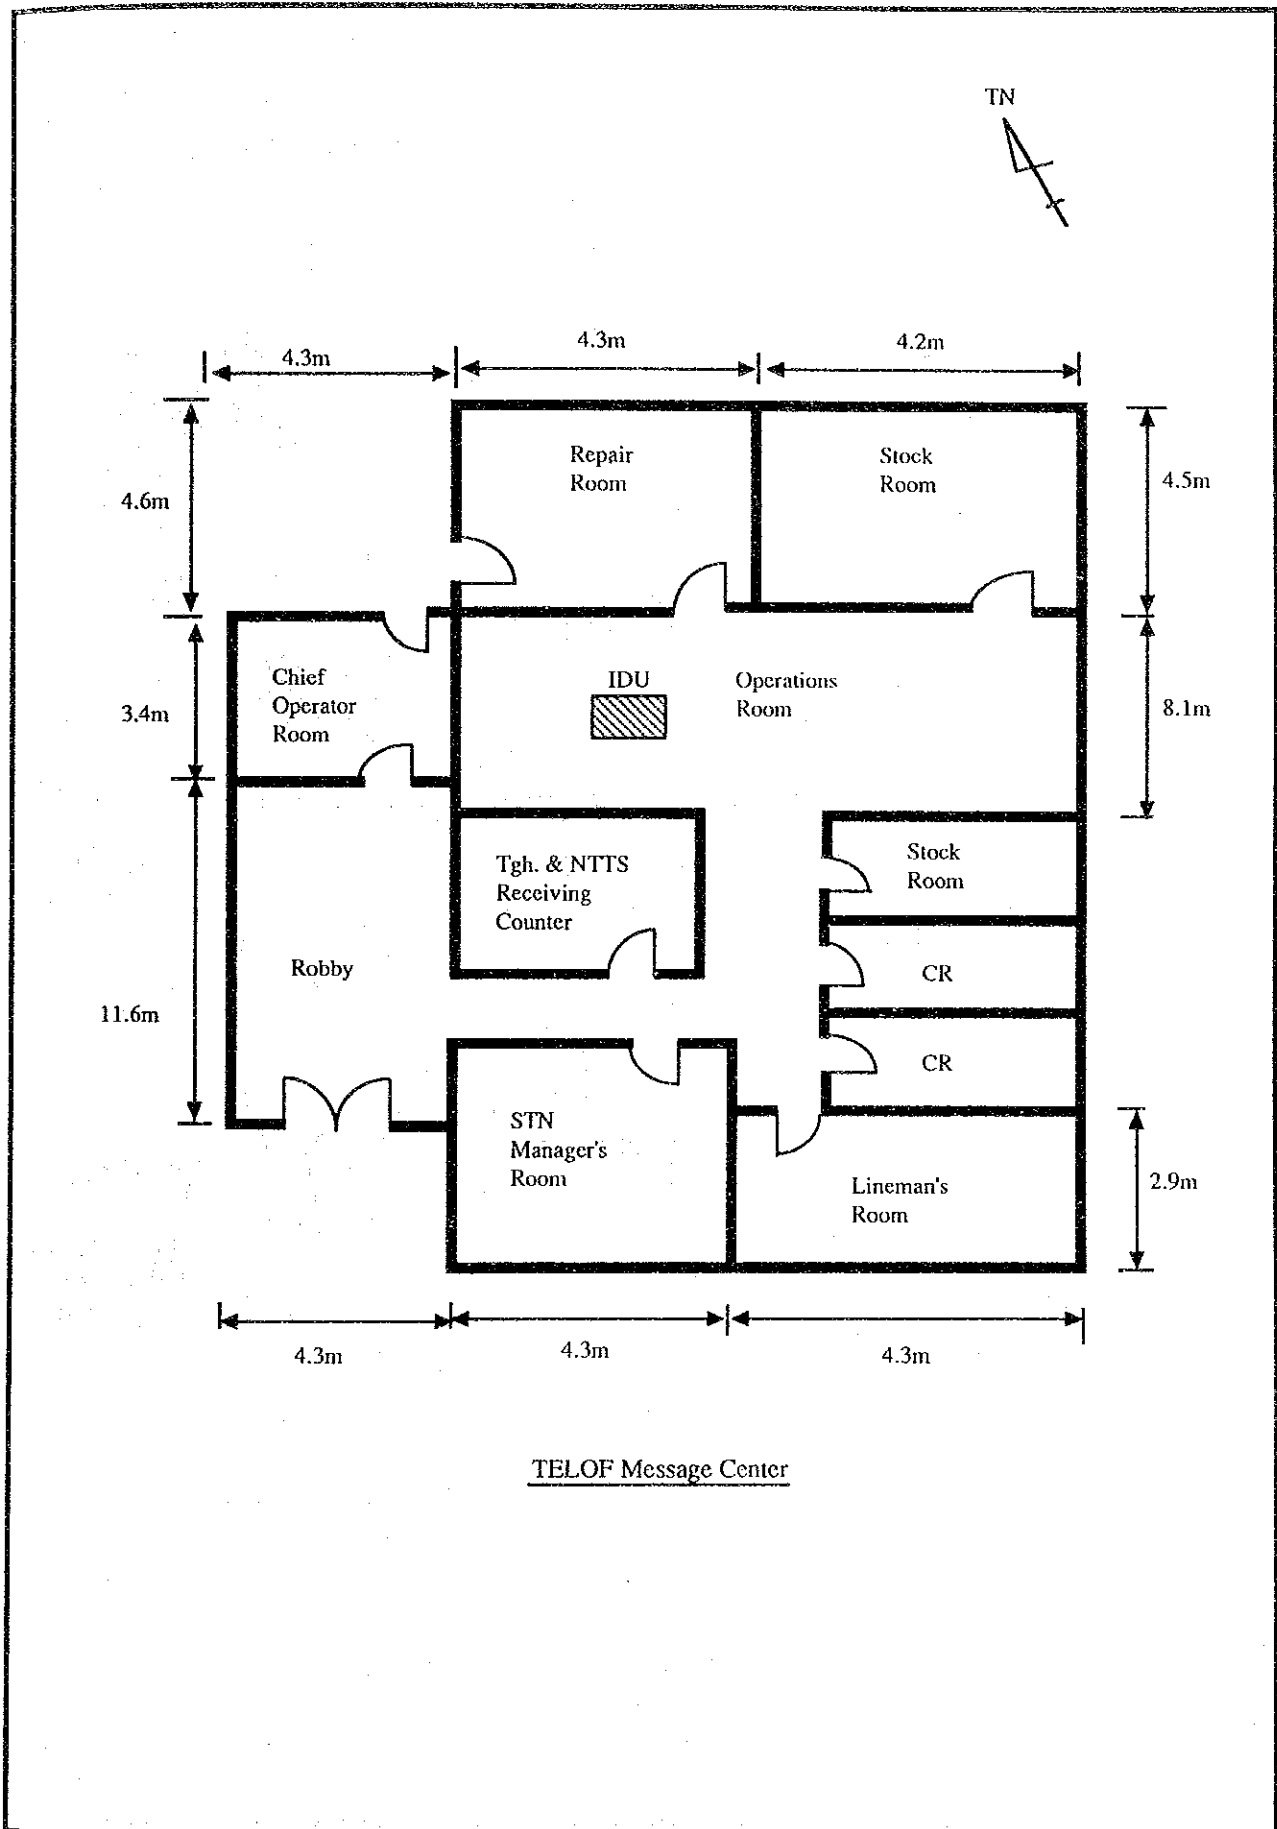 TN
4.3m
4.3m
4.2m
Repair
Room
Stock
Room
4.6m
4.5m
Chief
Operator
Room
IDU
Operations
Room
3.4m
8.1m
Tgh. & NTTS
Receiving
Counter
Stock
Room
Robby
CR
11.6m
CR
STN
Manager's
Room
Lineman's
Room
2.9m
4.3m
4.3m
4.3m
TELOF Message Center